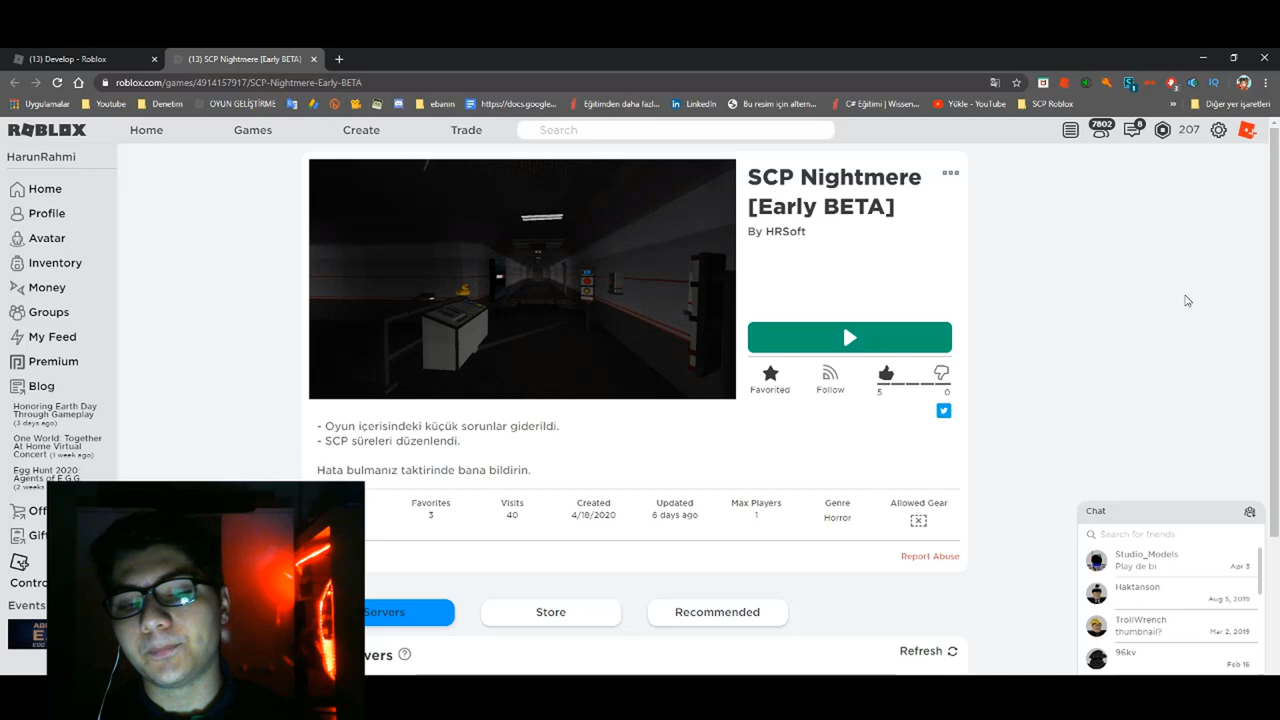 (13) Develop - Roblox
(13) SCP Nightmere [Early BETA]
roblox.com/games/4914157917/SCP-Nightmere-Early-BETA
Uygulamalar
Youtube
Denetim
OYUN GELİŞTİRME
ebanın
https://docs.google...
Eğitimden daha fazl...
LinkedIn
Bu resim için altern...
C# Eğitimi | Wissen...
Yükle - YouTube
SCP Roblox
»
Diğer yer işaretleri
ROBLOX
Home
Games
Create
Trade
Search
7802
8
207
HarunRahmi
Home
Profile
Avatar
Inventory
Money
Groups
My Feed
Premium
Blog
Honoring Earth Day
Through Gameplay
(3 days ago)
One World: Together
At Home Virtual
Concert (1 week ago)
Egg Hunt 2020:
Agents of E.G.G.
(2 weeks
Off
Gif
Contro
Events
SCP Nightmere
[Early BETA]
By HRSoft
Favorited
Follow
5
0
- Oyun içerisindeki küçük sorunlar giderildi.
- SCP süreleri düzenlendi.
Hata bulmanız taktirinde bana bildirin.
Favorites
Visits
Created
Updated
Max Players
Genre
Allowed Gear
3
40
4/18/2020
6 days ago
1
Horror
Report Abuse
Servers
Store
Recommended
vers
Refresh
Chat
Search for friends
Studio_Models
Play de bi
Apr 3
Haktanson
Aug 5, 2019
TrollWrench
thumbnail?
Mar 2, 2019
96kv
Feb 16